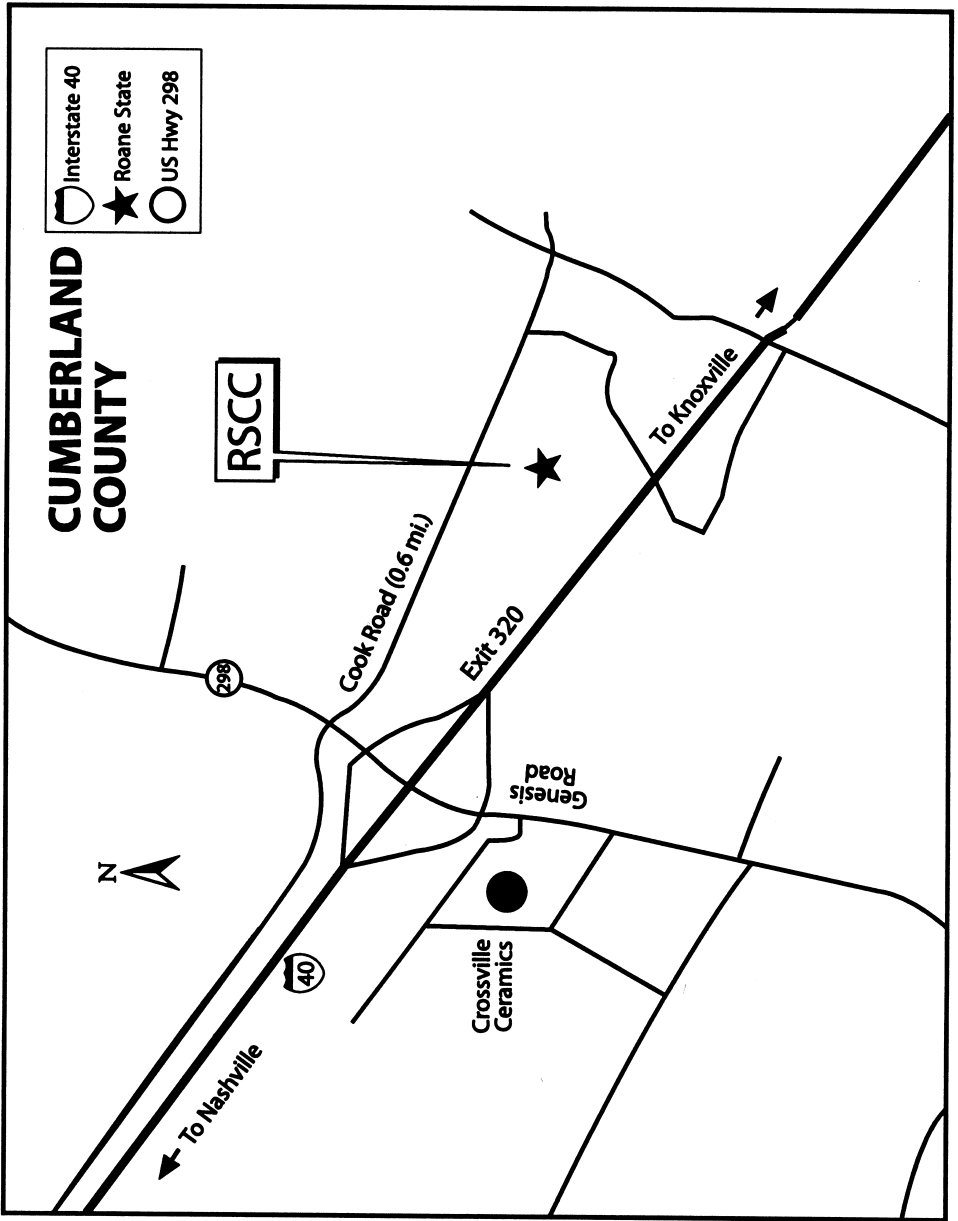 CUMBERLAND
COUNTY
Interstate 40
Roane State
US Hwy 298
RSCC
N
298
Cook Road (0.6 mi.)
Exit 320
To Knoxville
Genesis
Road
40
To Nashville
Crossville
Ceramics